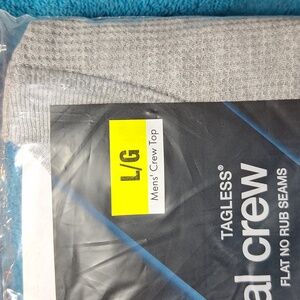 L/G
Mens' Crew Top
TAGLESS®
al crew
FLAT NO RUB SEAMS